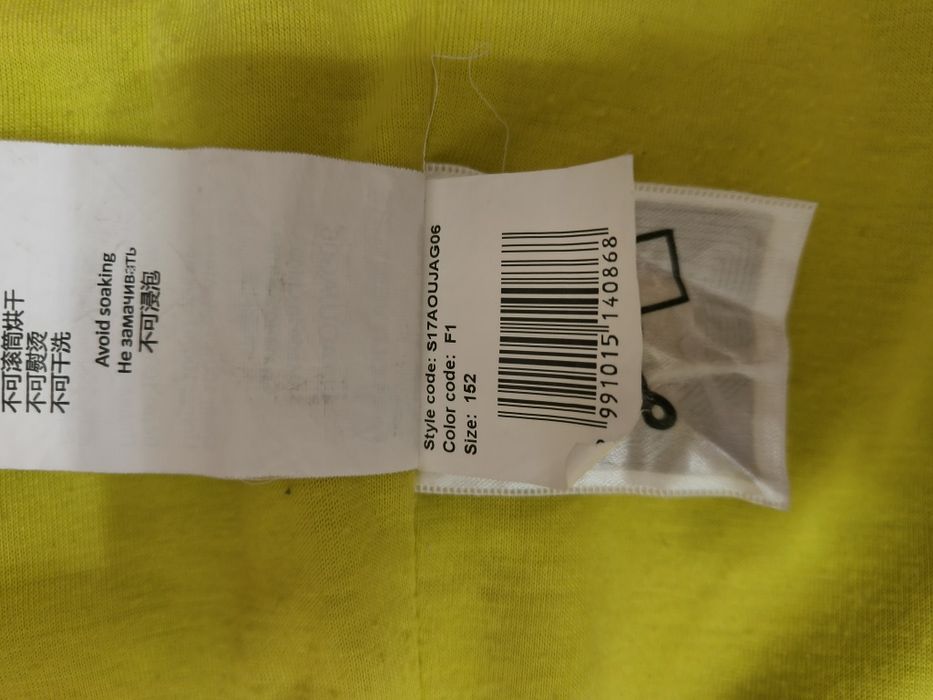 不可滚筒烘干
不可熨烫
不可干洗
Avoid soaking
Не замачивать
不可浸泡
Style code: S17AOUJAG06
Color code: F1
Size: 152
991015 140868